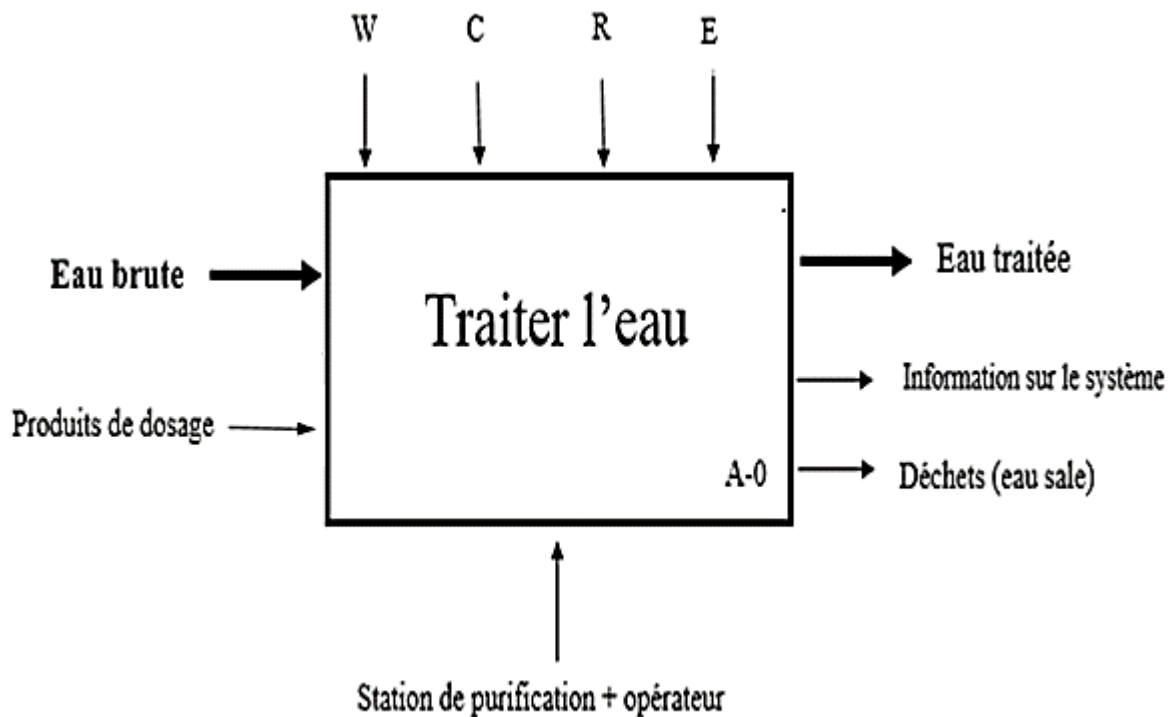 W C R E
Eau brute
Eau traitée
Traiter l'eau
Information sur le système
Produits de dosage
A-0
Déchets (eau sale)
Station de purification + opérateur